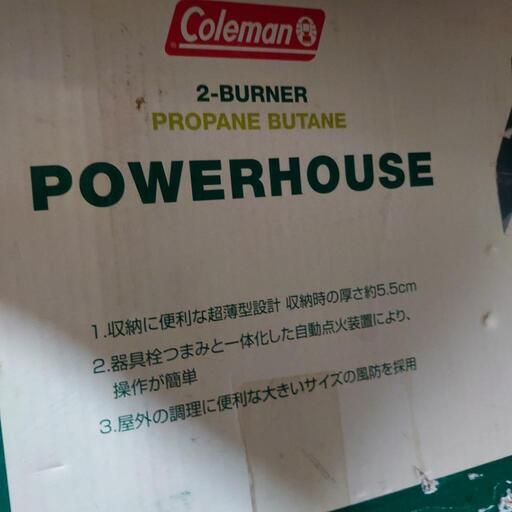 Coleman
2-BURNER
PROPANE BUTANE
POWERHOUSE
1.収納に便利な超薄型設計 収納時の厚さ約5.5cm
2.器具栓つまみと一体化した自動点火装置により、
操作が簡単
3.屋外の調理に便利な大きいサイズの風防を採用